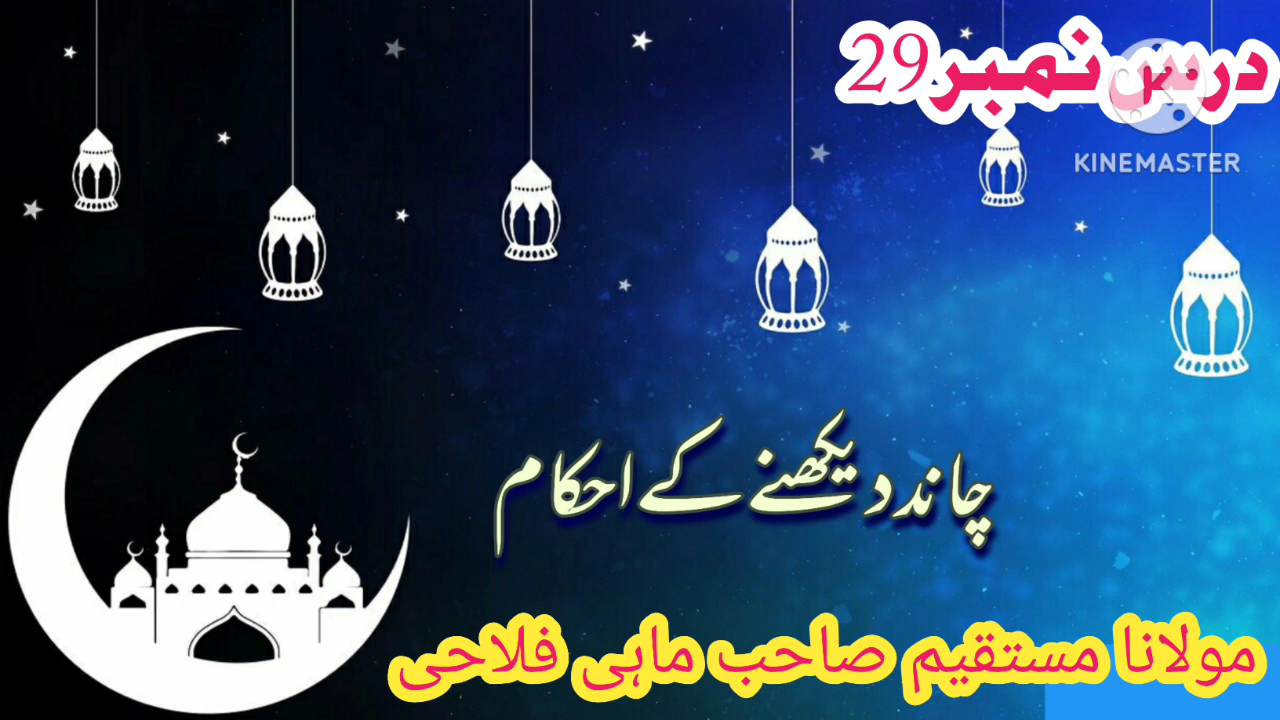 درس نمبر29
KINEMASTER
چاند دیکھنے کے احکام
مولانا مستقیم صاحب ماہی فلاحی